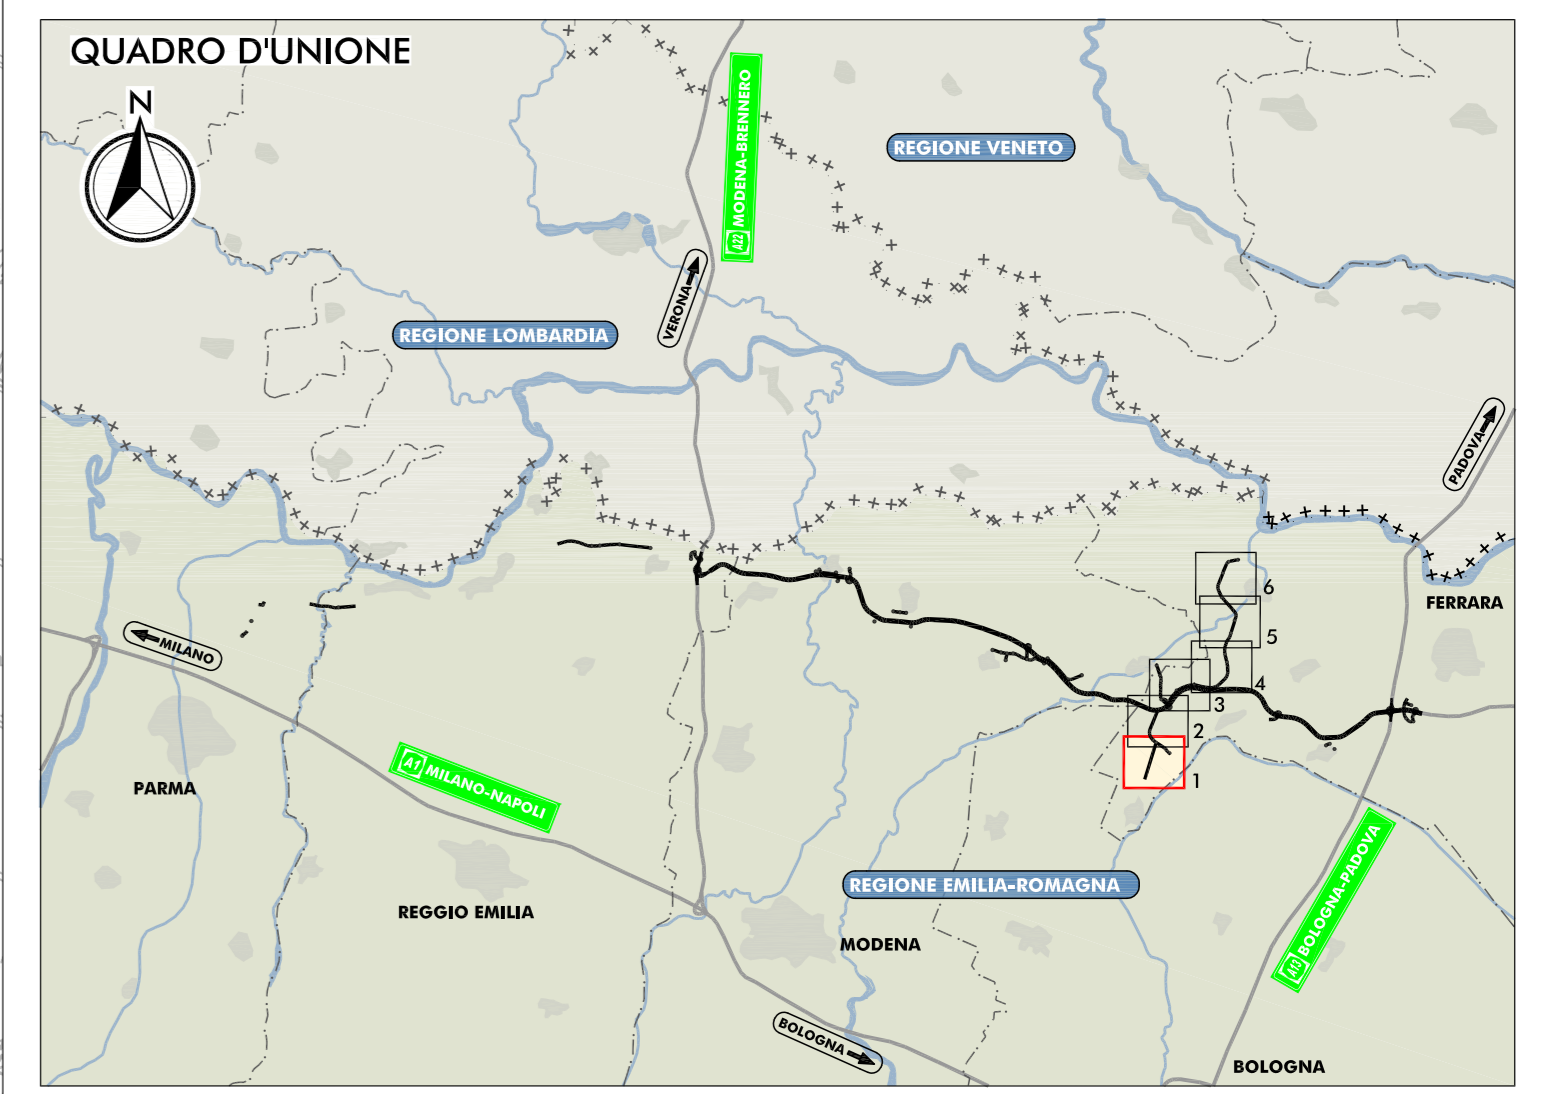 QUADRO D'UNIONE
N
A22 MODENA-BRENNERO
REGIONE VENETO
VERONA
REGIONE LOMBARDIA
PADOVA
6
FERRARA
5
MILANO
4
3
2
1
PARMA
A1 MILANO-NAPOLI
REGIONE EMILIA-ROMAGNA
A13 BOLOGNA-PADOVA
REGGIO EMILIA
MODENA
BOLOGNA
BOLOGNA